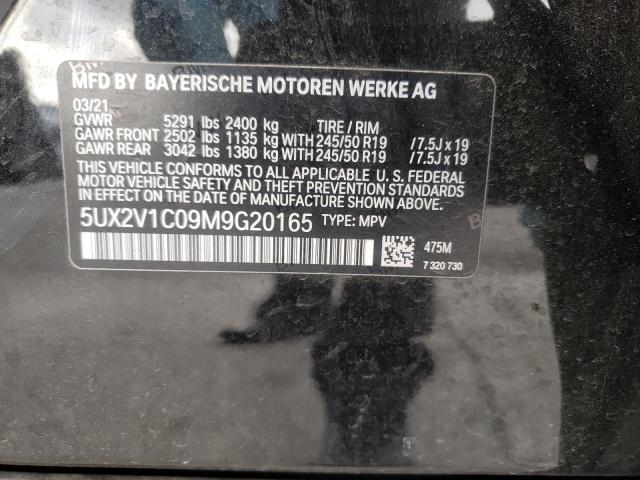 MFD BY BAYERISCHE MOTOREN WERKE AG
03/21
GVWR 5291 lbs 2400 kg TIRE / RIM
GAWR FRONT 2502 lbs 1135 kg WITH 245/50 R19 / 7.5J x 19
GAWR REAR 3042 lbs 1380 kg WITH 245/50 R19 / 7.5J x 19
THIS VEHICLE CONFORMS TO ALL APPLICABLE U. S. FEDERAL
MOTOR VEHICLE SAFETY AND THEFT PREVENTION STANDARDS
IN EFFECT ON THE DATE OF MANUFACTURE SHOWN ABOVE.
5UX2V1C09M9G20165 TYPE: MPV
475M
7 320 730